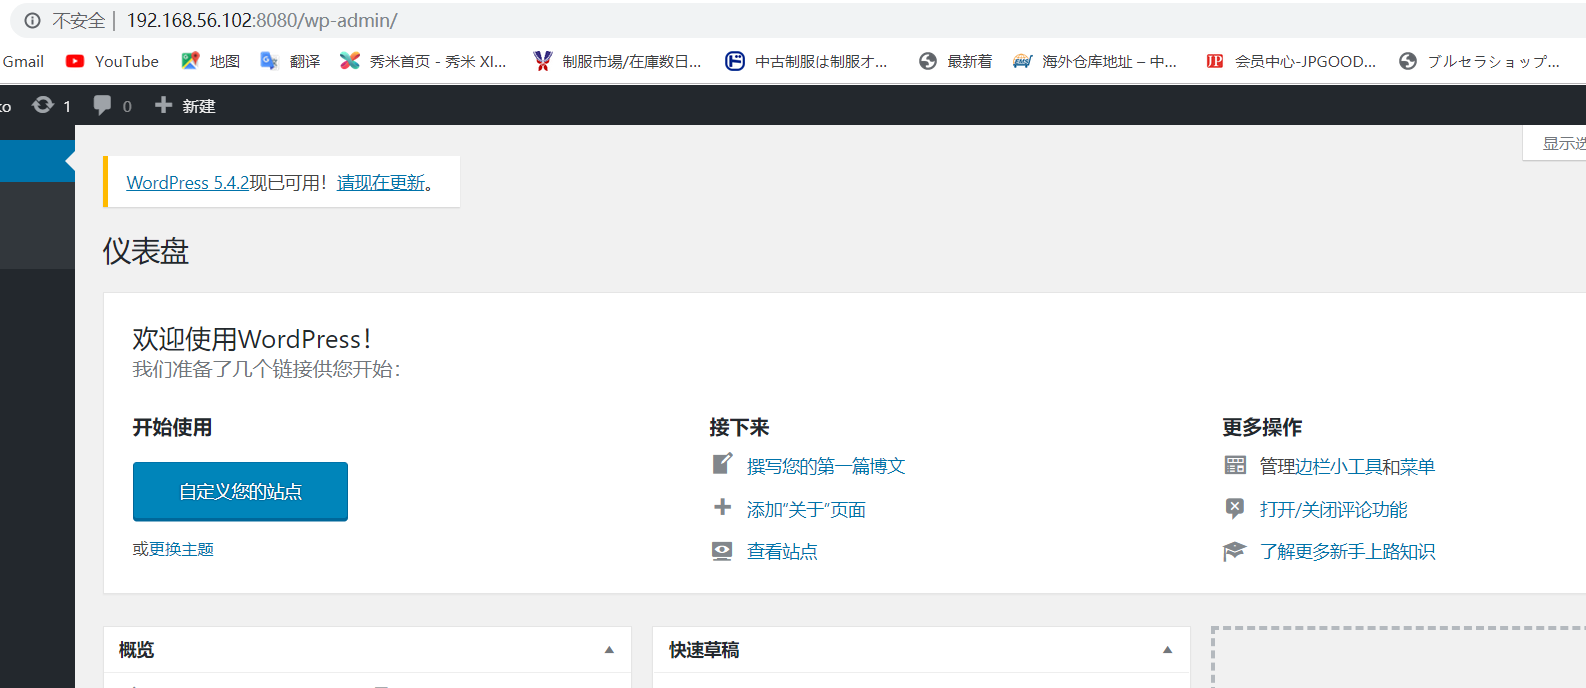 不安全 | 192.168.56.102:8080/wp-admin/
Gmail YouTube 地图 翻译 秀米首页 - 秀米 XI... 制服市場/在庫数日... 中古制服は制服オ... 最新着 海外仓库地址 – 中... 会员中心-JPGOOD... ブルセラショップ...
to 1 0 新建
显示选
WordPress 5.4.2现已可用！请现在更新。
仪表盘
欢迎使用WordPress！
我们准备了几个链接供您开始：
开始使用
自定义您的站点
或更换主题
接下来
撰写您的第一篇博文
添加“关于”页面
查看站点
更多操作
管理边栏小工具和菜单
打开/关闭评论功能
了解更多新手上路知识
概览
快速草稿